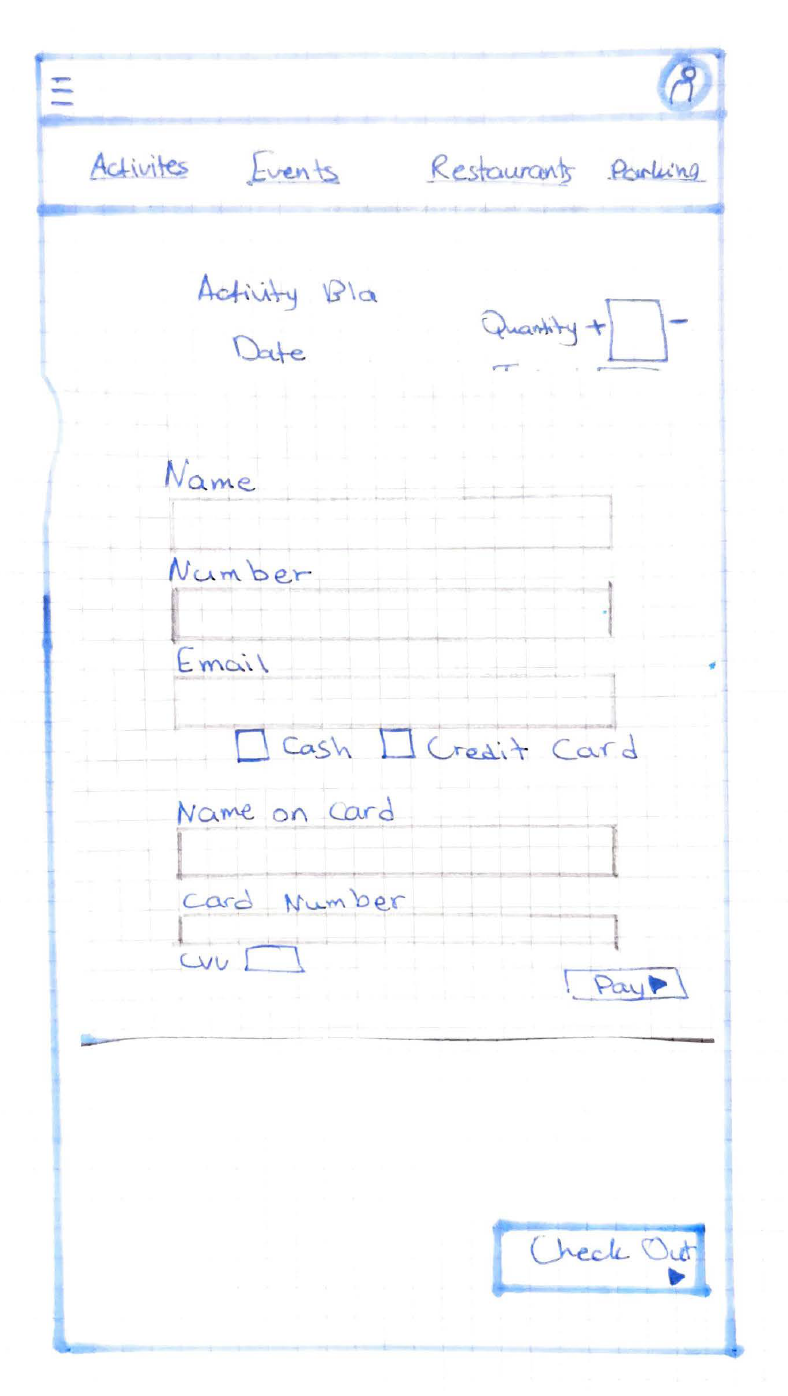 Activites Events Restaurants Parking
Activity Bla
Date
Quantity + -
Name
Number
Email
Cash Credit Card
Name on Card
Card Number
CVV
Pay
Check Out